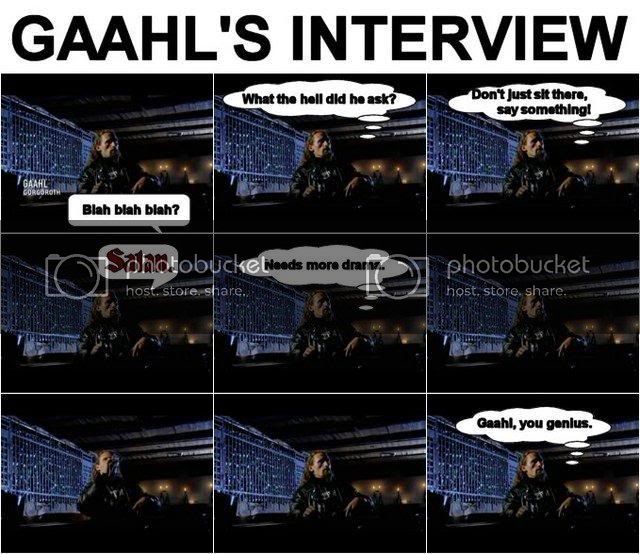 GAAHL'S INTERVIEW
GAAHL
GORGOROTH
Blah blah blah?
What the hell did he ask?
Don't just sit there,
say something!
Satan.
Needs more drama.
photobucket
host. store. share.
photobucket
host. store. share.
Gaahl, you genius.